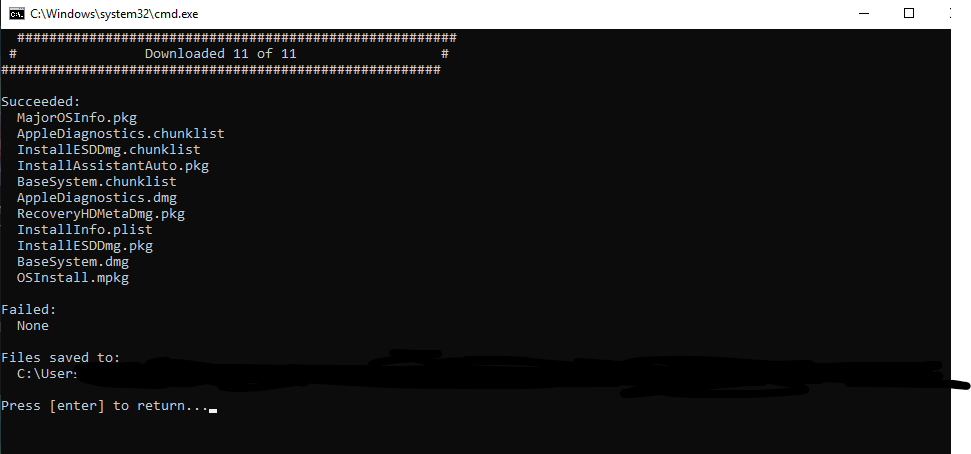 C:\Windows\system32\cmd.exe
#######################################################
# Downloaded 11 of 11 #
#######################################################
Succeeded:
MajorOSInfo.pkg
AppleDiagnostics.chunklist
InstallESDDmg.chunklist
InstallAssistantAuto.pkg
BaseSystem.chunklist
AppleDiagnostics.dmg
RecoveryHDMetaDmg.pkg
InstallInfo.plist
InstallESDDmg.pkg
BaseSystem.dmg
OSInstall.mpkg
Failed:
None
Files saved to:
C:\Users
Press [enter] to return...